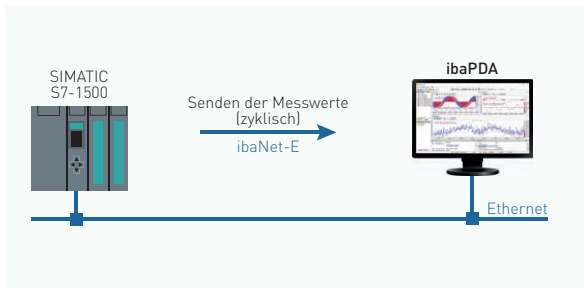 SIMATIC
S7-1500
Senden der Messwerte
(zyklisch)
ibaNet-E
ibaPDA
Ethernet